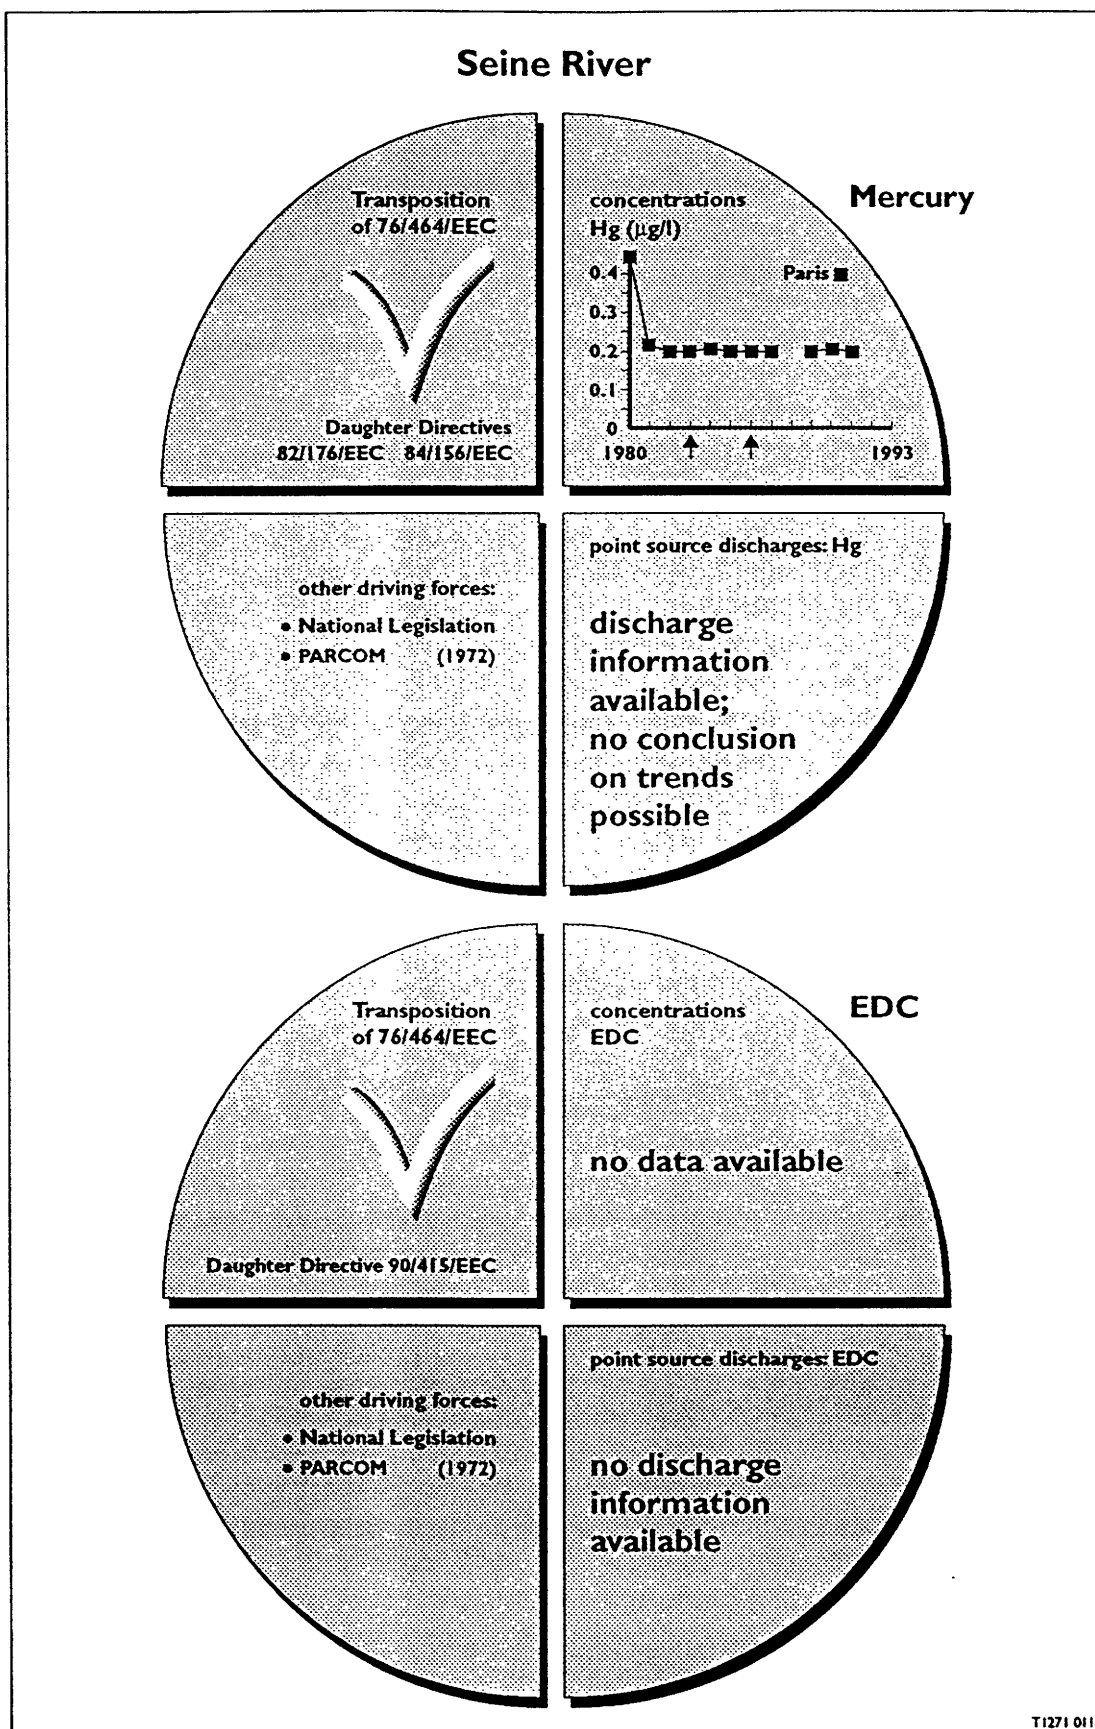 Seine River
Transposition
of 76/464/EEC
Daughter Directives
82/176/EEC 84/156/EEC
Mercury
concentrations
Hg (µg/l)
Paris
0.4
0.3
0.2
0.1
0
1980
1993
other driving forces:
• National Legislation
• PARCOM (1972)
point source discharges: Hg
discharge
information
available;
no conclusion
on trends
possible
Transposition
of 76/464/EEC
Daughter Directive 90/415/EEC
EDC
concentrations
EDC
no data available
other driving forces:
• National Legislation
• PARCOM (1972)
point source discharges: EDC
no discharge
information
available
T1271 011